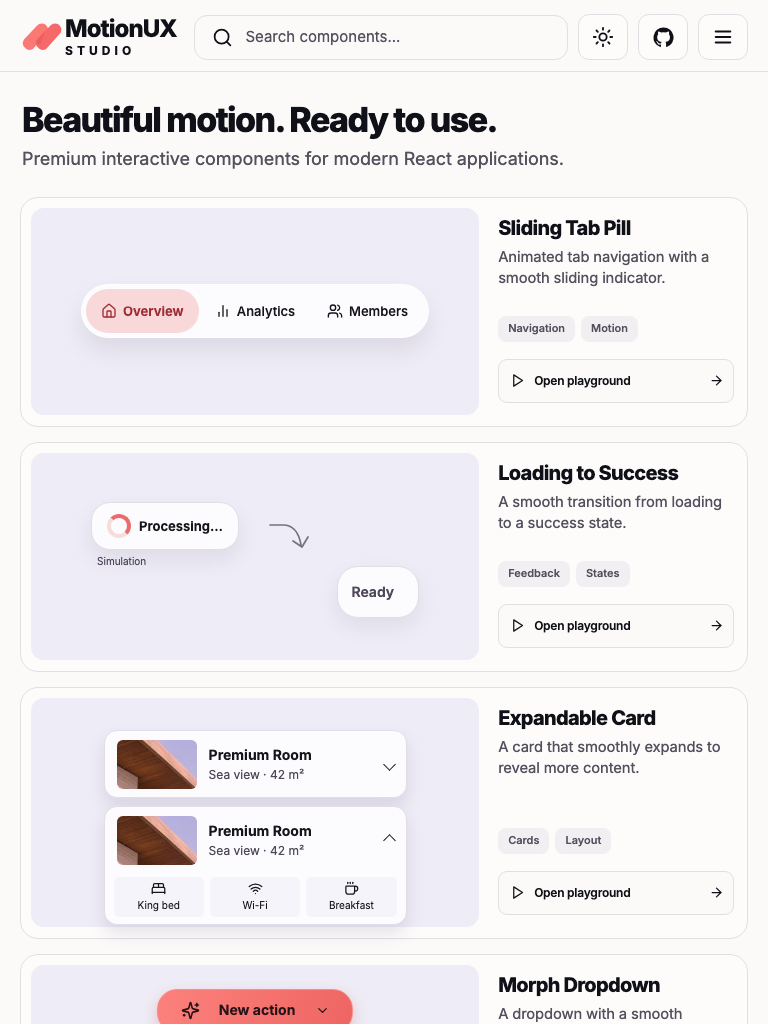 MotionUX
STUDIO
Search components...
Beautiful motion. Ready to use.
Premium interactive components for modern React applications.
Overview
Analytics
Members
Sliding Tab Pill
Animated tab navigation with a
smooth sliding indicator.
Navigation
Motion
Open playground
Processing...
Simulation
Ready
Loading to Success
A smooth transition from loading
to a success state.
Feedback
States
Open playground
Premium Room
Sea view · 42 m²
Premium Room
Sea view · 42 m²
King bed
Wi-Fi
Breakfast
Expandable Card
A card that smoothly expands to
reveal more content.
Cards
Layout
Open playground
New action
Morph Dropdown
A dropdown with a smooth